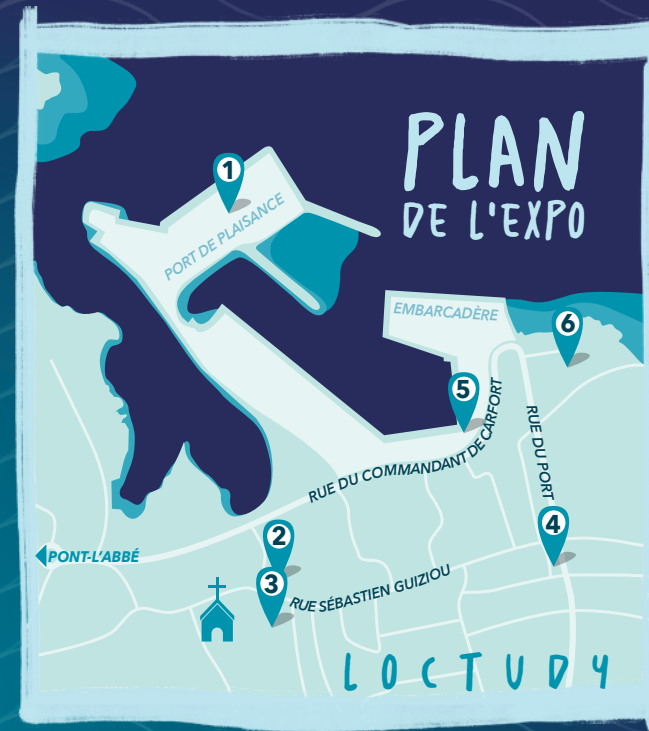 PLAN
DE L'EXPO
1
PORT DE PLAISANCE
EMBARCADÈRE
6
5
RUE DU COMMANDANT DE CARFORT
RUE DU PORT
4
2
PONT-L'ABBÉ
3
RUE SÉBASTIEN GUIZIOU
LOCTUDY